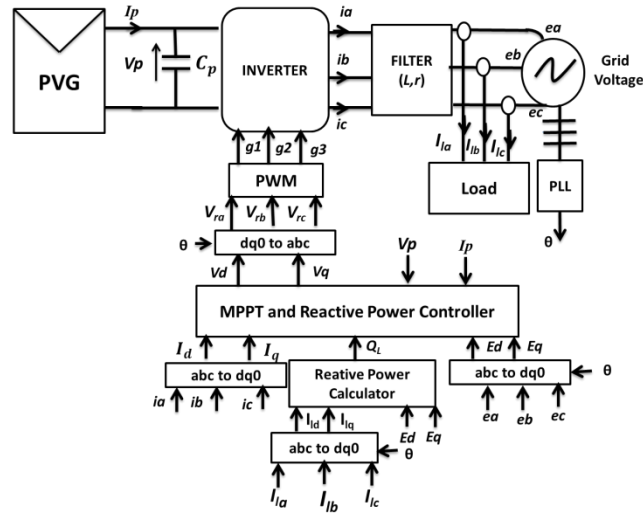 Ip
ia
ea
PVG
Vp
Cp
INVERTER
ib
FILTER
(L,r)
eb
Grid
Voltage
ic
ec
g1 g2 g3
Ila
Ilb
Ilc
PWM
Load
PLL
Vra Vrb Vrc
θ
dq0 to abc
Vp Ip
θ
Vd Vq
MPPT and Reactive Power Controller
Id Iq
QL
Ed Eq
abc to dq0
Reative Power
Calculator
abc to dq0
θ
ia ib ic
ea eb ec
Ild Ilq
Ed Eq
abc to dq0
θ
Ila Ilb Ilc